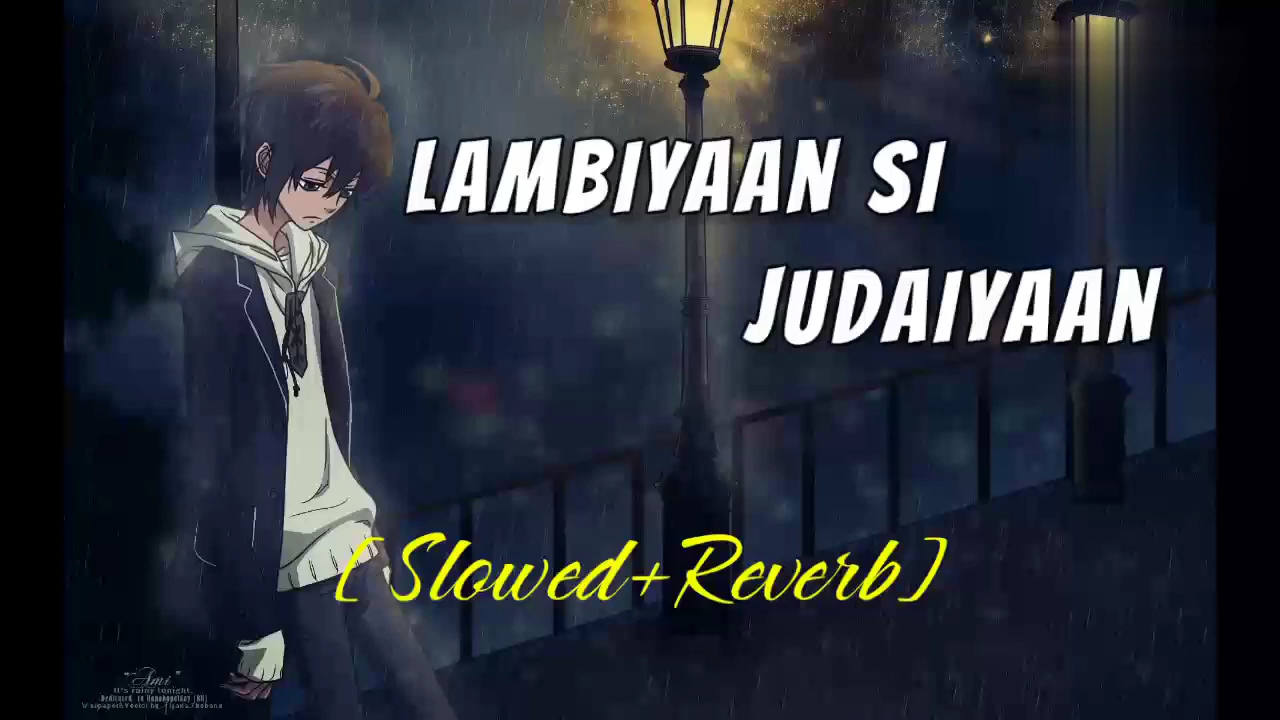 LAMBIYAAN SI
JUDAIYAAN
[Slowed+Reverb]
"Ami"
It's rainy tonight.